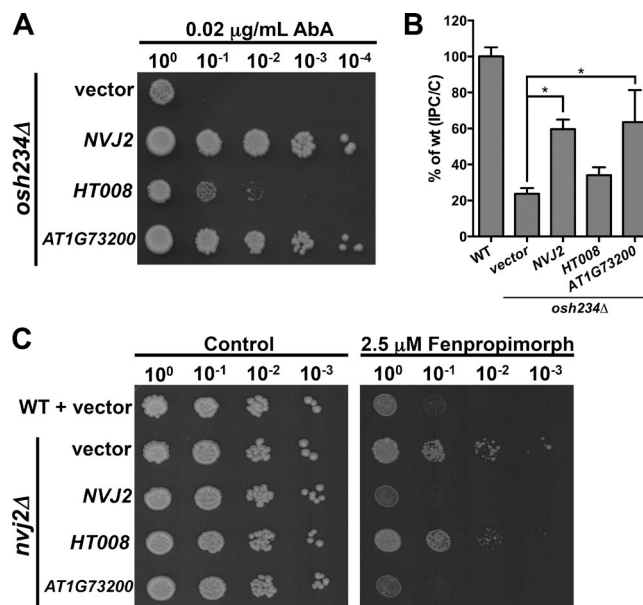 A
0.02 μg/mL AbA
10⁰ 10⁻¹ 10⁻² 10⁻³ 10⁻⁴
osh234Δ
vector
NVJ2
HT008
AT1G73200
B
% of wt (IPC/C)
120
100
80
60
40
20
0
*
*
WT
vector
NVJ2
HT008
AT1G73200
osh234Δ
C
Control
2.5 μM Fenpropimorph
10⁰ 10⁻¹ 10⁻² 10⁻³
10⁰ 10⁻¹ 10⁻² 10⁻³
WT + vector
nvj2Δ
vector
NVJ2
HT008
AT1G73200